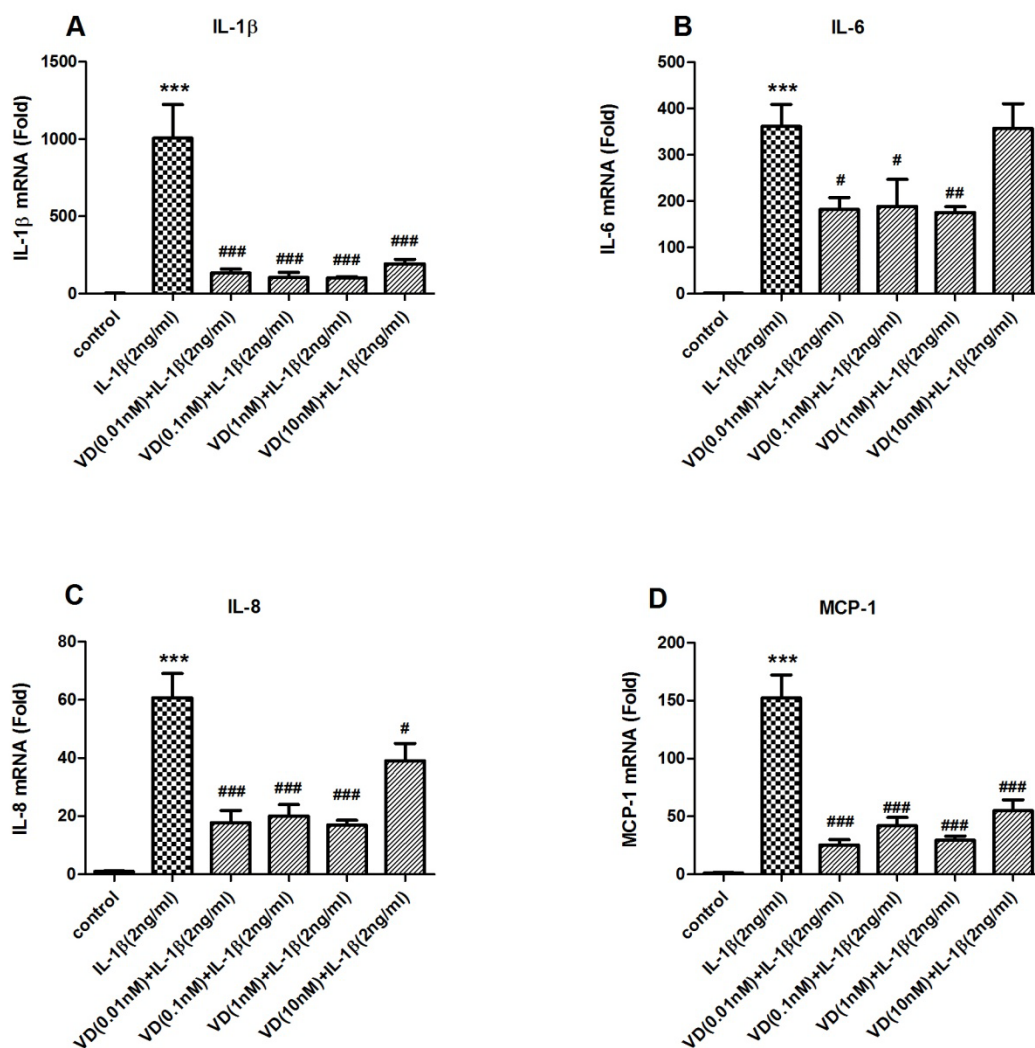 A
IL-1β
IL-1β mRNA (Fold)
1500
1000
500
0
***
###
###
###
###
control
IL-1β(2ng/ml)
VD(0.01nM)+IL-1β(2ng/ml)
VD(0.1nM)+IL-1β(2ng/ml)
VD(1nM)+IL-1β(2ng/ml)
VD(10nM)+IL-1β(2ng/ml)
B
IL-6
IL-6 mRNA (Fold)
500
400
300
200
100
0
***
#
#
##
control
IL-1β(2ng/ml)
VD(0.01nM)+IL-1β(2ng/ml)
VD(0.1nM)+IL-1β(2ng/ml)
VD(1nM)+IL-1β(2ng/ml)
VD(10nM)+IL-1β(2ng/ml)
C
IL-8
IL-8 mRNA (Fold)
80
60
40
20
0
***
###
###
###
#
control
IL-1β(2ng/ml)
VD(0.01nM)+IL-1β(2ng/ml)
VD(0.1nM)+IL-1β(2ng/ml)
VD(1nM)+IL-1β(2ng/ml)
VD(10nM)+IL-1β(2ng/ml)
D
MCP-1
MCP-1 mRNA (Fold)
200
150
100
50
0
***
###
###
###
###
control
IL-1β(2ng/ml)
VD(0.01nM)+IL-1β(2ng/ml)
VD(0.1nM)+IL-1β(2ng/ml)
VD(1nM)+IL-1β(2ng/ml)
VD(10nM)+IL-1β(2ng/ml)